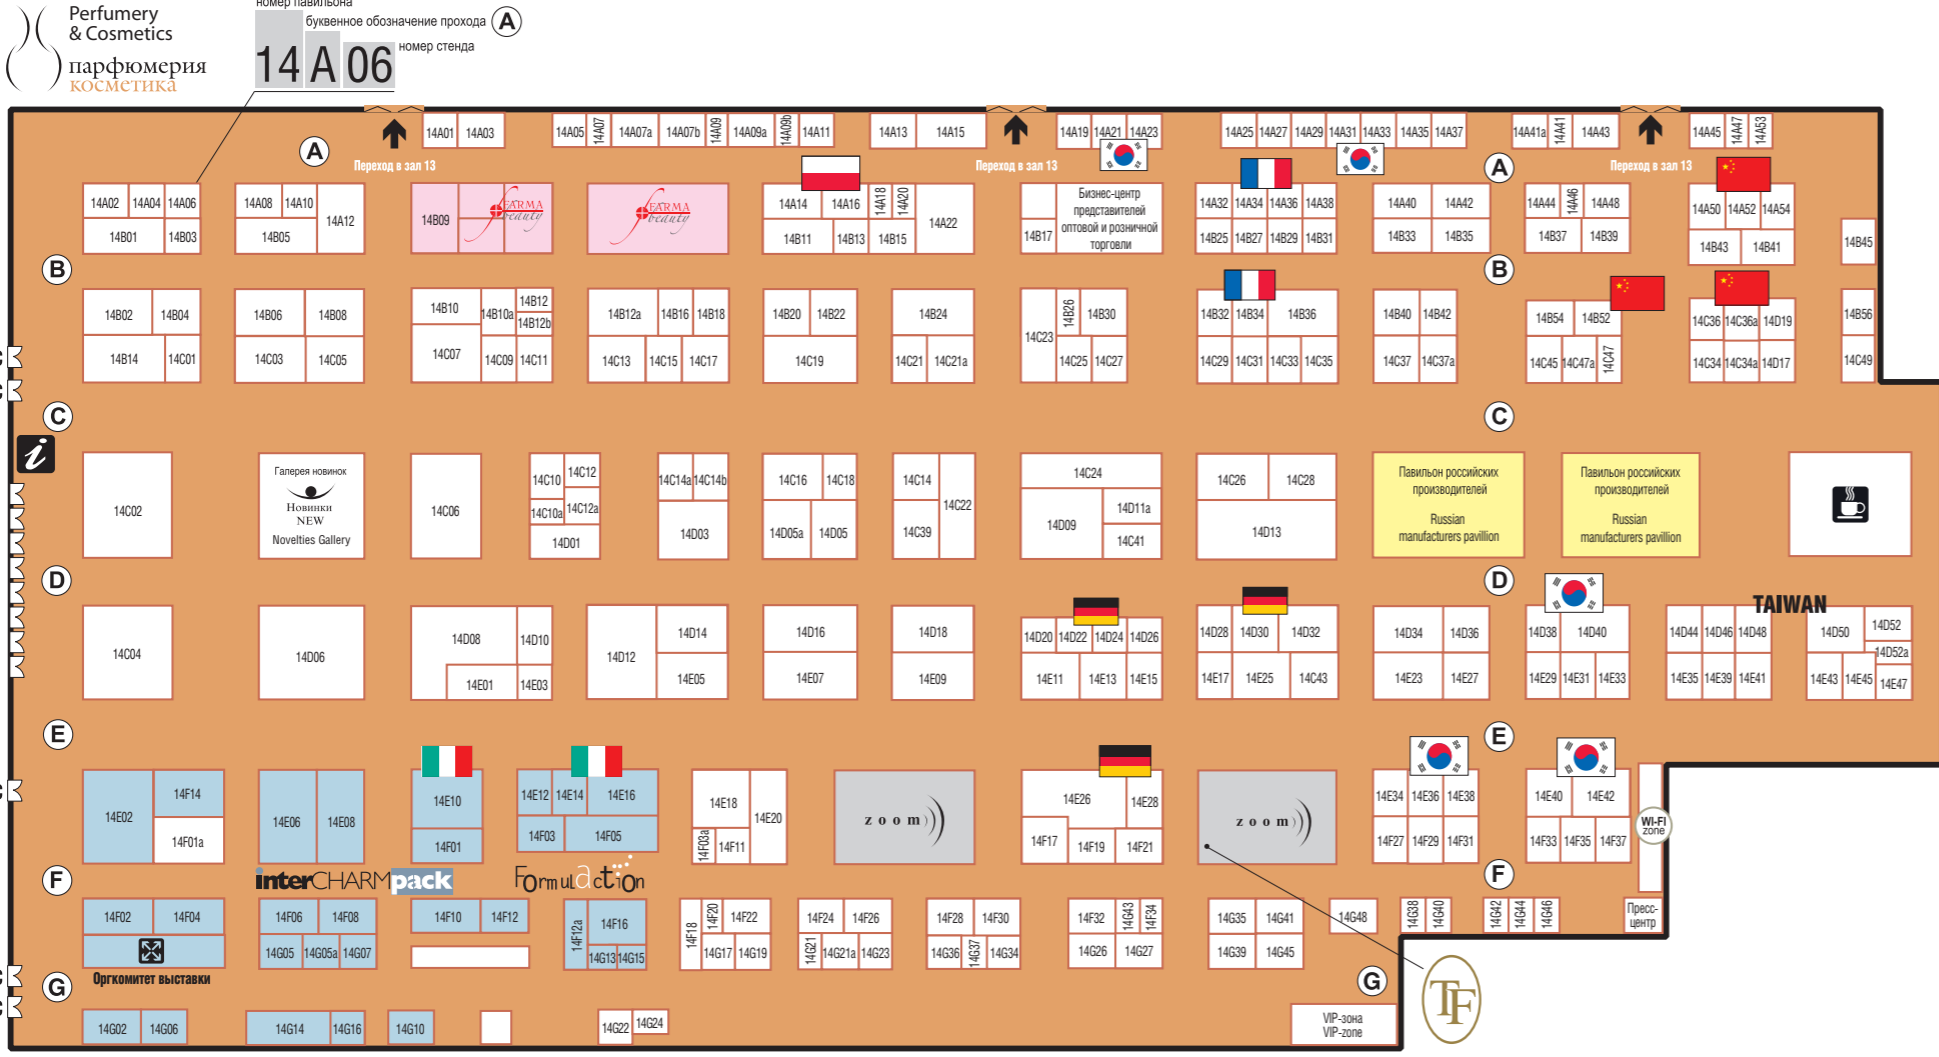 Perfumery
& Cosmetics
парфюмерия
косметика
номер павильона
буквенное обозначение прохода A
номер стенда
14 A 06
14A01 14A03 14A05 14A07 14A07a 14A07b 14A09 14A09a 14A09b 14A11 14A13 14A15 14A19 14A21 14A23 14A25 14A27 14A29 14A31 14A33 14A35 14A37 14A41a 14A41 14A43 14A45 14A47 14A53
A
Переход в зал 13
Переход в зал 13
A
Переход в зал 13
14A02 14A04 14A06 14A08 14A10 14A12 14B09 FARMA beauty FARMA beauty 14A14 14A16 14A18 14A20 14A22
Бизнес-центр
представителей
оптовой и розничной
торговли
14A32 14A34 14A36 14A38 14A40 14A42 14A44 14A46 14A48 14A50 14A52 14A54
14B01 14B03 14B05 14B11 14B13 14B15 14B17 14B25 14B27 14B29 14B31 14B33 14B35 14B37 14B39 14B43 14B41 14B45
B
B
14B02 14B04 14B06 14B08 14B10 14B10a 14B12 14B12b 14B12a 14B16 14B18 14B20 14B22 14B24 14B26 14B30 14B32 14B34 14B36 14B40 14B42 14B54 14B52 14C36 14C36a 14D19 14B56
14B14 14C01 14C03 14C05 14C07 14C09 14C11 14C13 14C15 14C17 14C19 14C21 14C21a 14C23 14C25 14C27 14C29 14C31 14C33 14C35 14C37 14C37a 14C45 14C47a 14C47 14C34 14C34a 14D17 14C49
C
C
i
14C02
Галерея новинок
Новинки
NEW
Novelties Gallery
14C06 14C10 14C12 14C10a 14C12a 14D01 14C14a 14C14b 14D03 14C16 14C18 14D05a 14D05 14C14 14C39 14C22 14C24 14D09 14D11a 14C41 14C26 14C28 14D13
Павильон российских
производителей
Russian
manufacturers pavillion
Павильон российских
производителей
Russian
manufacturers pavillion
D
D
TAIWAN
14C04 14D06 14D08 14D10 14D12 14D14 14D16 14D18 14D20 14D22 14D24 14D26 14D28 14D30 14D32 14D34 14D36 14D38 14D40 14D44 14D46 14D48 14D50 14D52 14D52a
14E01 14E03 14E05 14E07 14E09 14E11 14E13 14E15 14E17 14E25 14C43 14E23 14E27 14E29 14E31 14E33 14E35 14E39 14E41 14E43 14E45 14E47
E
E
14E02 14F14 14F01a 14E06 14E08 14E10 14F01 14E12 14E14 14E16 14F03 14F05 14E18 14E20 14F03a 14F11
zoom
14E26 14E28 14F17 14F19 14F21
zoom
14E34 14E36 14E38 14E40 14E42
14F27 14F29 14F31 14F33 14F35 14F37
WI-FI
zone
F
interCHARMpack
Formulaction
F
14F02 14F04 14F06 14F08 14F10 14F12 14F12a 14F16 14F18 14F20 14F22 14F24 14F26 14F28 14F30 14F32 14G43 14F34 14G35 14G41 14G48 14G38 14G40 14G42 14G44 14G46
Пресс-
центр
14G05 14G05a 14G07 14G13 14G15 14G17 14G19 14G21 14G21a 14G23 14G36 14G37 14G34 14G26 14G27 14G39 14G45
Оргкомитет выставки
G
G
14G02 14G06 14G14 14G16 14G10 14G22 14G24
VIP-зона
VIP-zone
TF